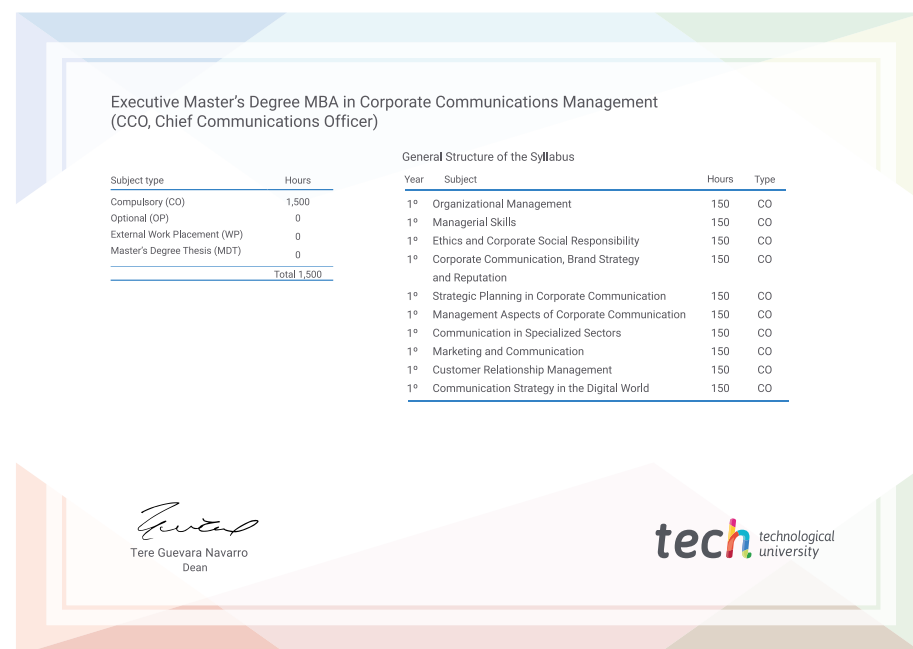 Executive Master's Degree MBA in Corporate Communications Management
(CCO, Chief Communications Officer)
Subject type Hours
Compulsory (CO) 1,500
Optional (OP) 0
External Work Placement (WP) 0
Master's Degree Thesis (MDT) 0
Total 1,500
General Structure of the Syllabus
Year Subject Hours Type
1º Organizational Management 150 CO
1º Managerial Skills 150 CO
1º Ethics and Corporate Social Responsibility 150 CO
1º Corporate Communication, Brand Strategy 150 CO
and Reputation
1º Strategic Planning in Corporate Communication 150 CO
1º Management Aspects of Corporate Communication 150 CO
1º Communication in Specialized Sectors 150 CO
1º Marketing and Communication 150 CO
1º Customer Relationship Management 150 CO
1º Communication Strategy in the Digital World 150 CO
Tere Guevara Navarro
Dean
tech technological
university